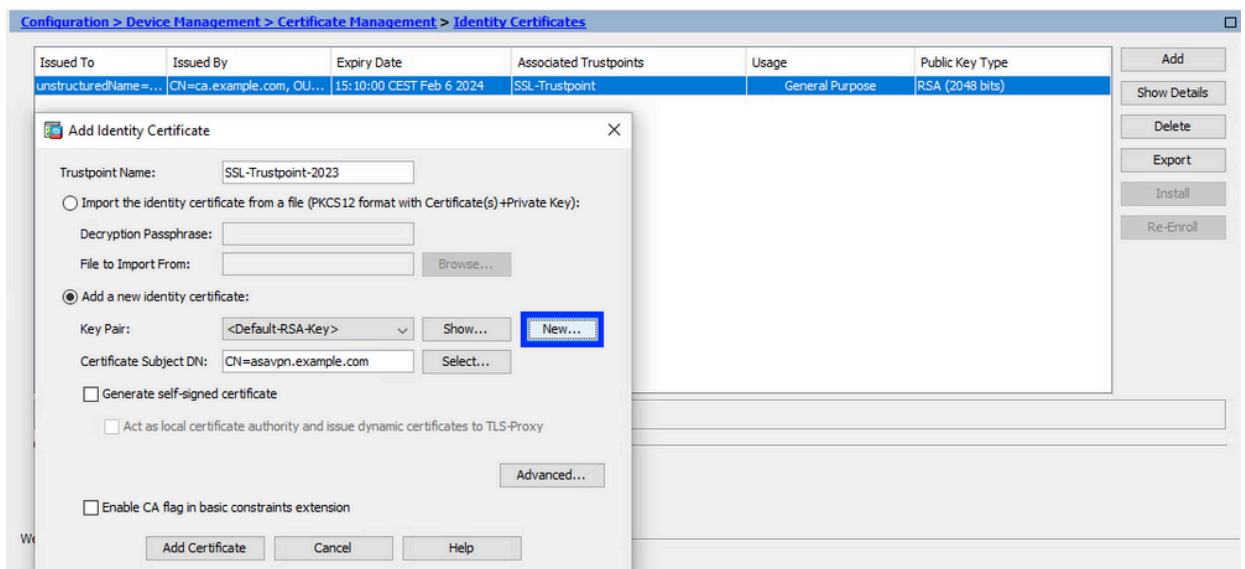 Configuration > Device Management > Certificate Management > Identity Certificates
Issued To Issued By Expiry Date Associated Trustpoints Usage Public Key Type
unstructuredName=... CN=ca.example.com, OU... 15:10:00 CEST Feb 6 2024 SSL-Trustpoint General Purpose RSA (2048 bits)
Add
Show Details
Delete
Export
Install
Re-Enroll
Add Identity Certificate
Trustpoint Name: SSL-Trustpoint-2023
Import the identity certificate from a file (PKCS12 format with Certificate(s)+Private Key):
Decryption Passphrase:
File to Import From: Browse...
Add a new identity certificate:
Key Pair: <Default-RSA-Key> Show... New...
Certificate Subject DN: CN=asavpn.example.com Select...
Generate self-signed certificate
Act as local certificate authority and issue dynamic certificates to TLS-Proxy
Advanced...
Enable CA flag in basic constraints extension
Add Certificate Cancel Help